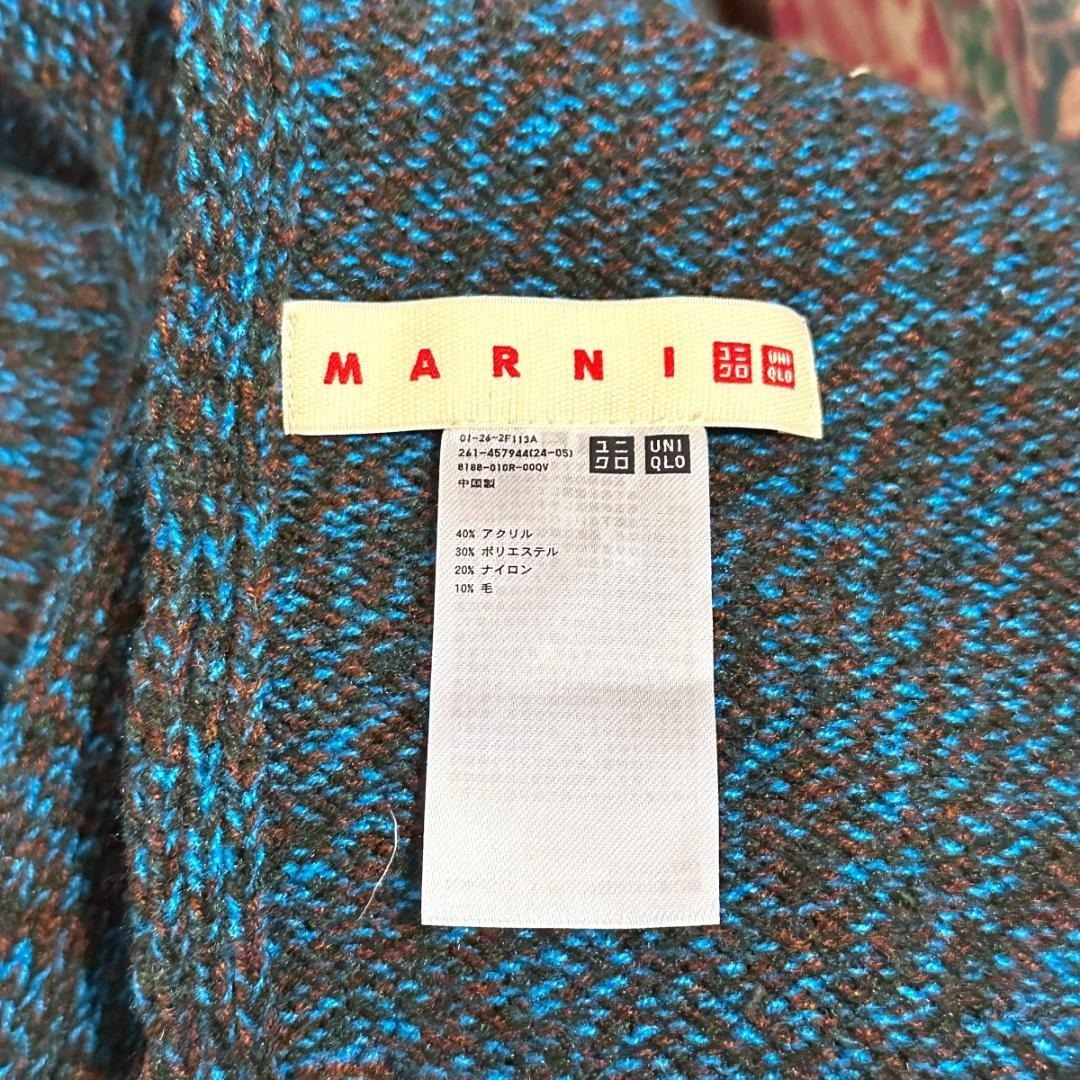 MARNI ユニクロ UNIQLO
01-26-2F113A
261-457944(24-05)
8188-010R-00QV
中国製
ユニクロ UNIQLO
40% アクリル
30% ポリエステル
20% ナイロン
10% 毛